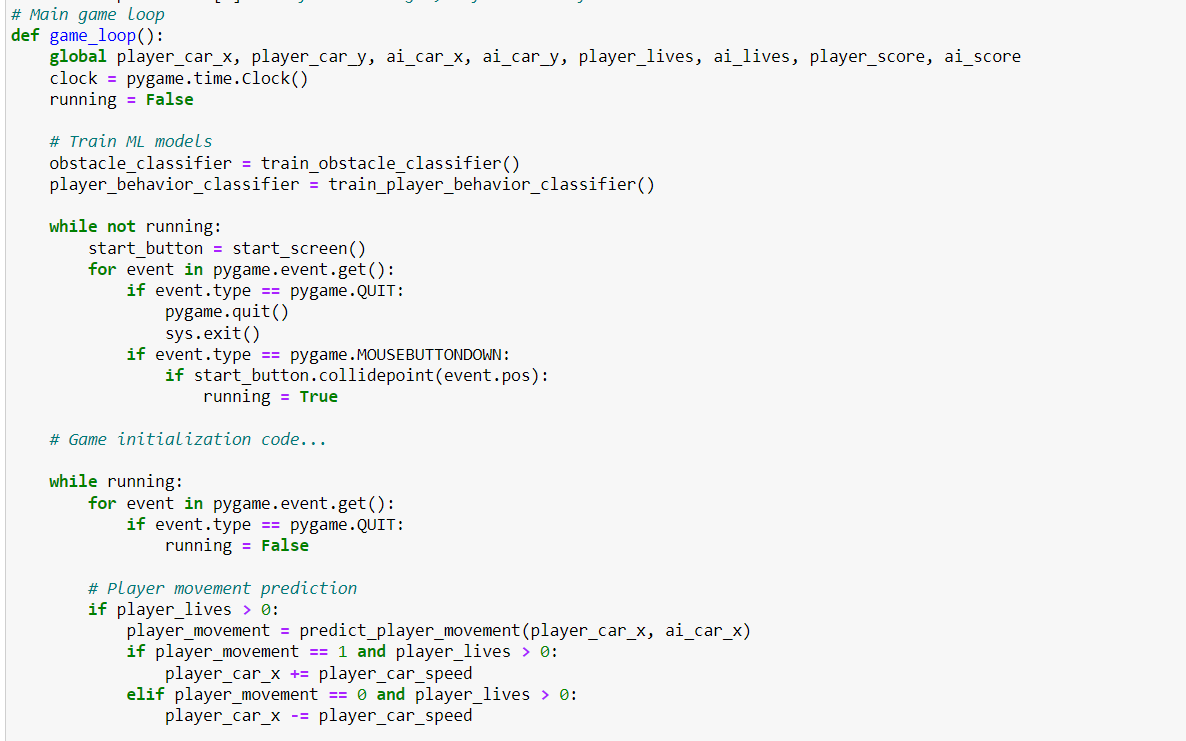 # Main game loop
def game_loop():
    global player_car_x, player_car_y, ai_car_x, ai_car_y, player_lives, ai_lives, player_score, ai_score
    clock = pygame.time.Clock()
    running = False

    # Train ML models
    obstacle_classifier = train_obstacle_classifier()
    player_behavior_classifier = train_player_behavior_classifier()

    while not running:
        start_button = start_screen()
        for event in pygame.event.get():
            if event.type == pygame.QUIT:
                pygame.quit()
                sys.exit()
            if event.type == pygame.MOUSEBUTTONDOWN:
                if start_button.collidepoint(event.pos):
                    running = True

    # Game initialization code...

    while running:
        for event in pygame.event.get():
            if event.type == pygame.QUIT:
                running = False

        # Player movement prediction
        if player_lives > 0:
            player_movement = predict_player_movement(player_car_x, ai_car_x)
            if player_movement == 1 and player_lives > 0:
                player_car_x += player_car_speed
            elif player_movement == 0 and player_lives > 0:
                player_car_x -= player_car_speed